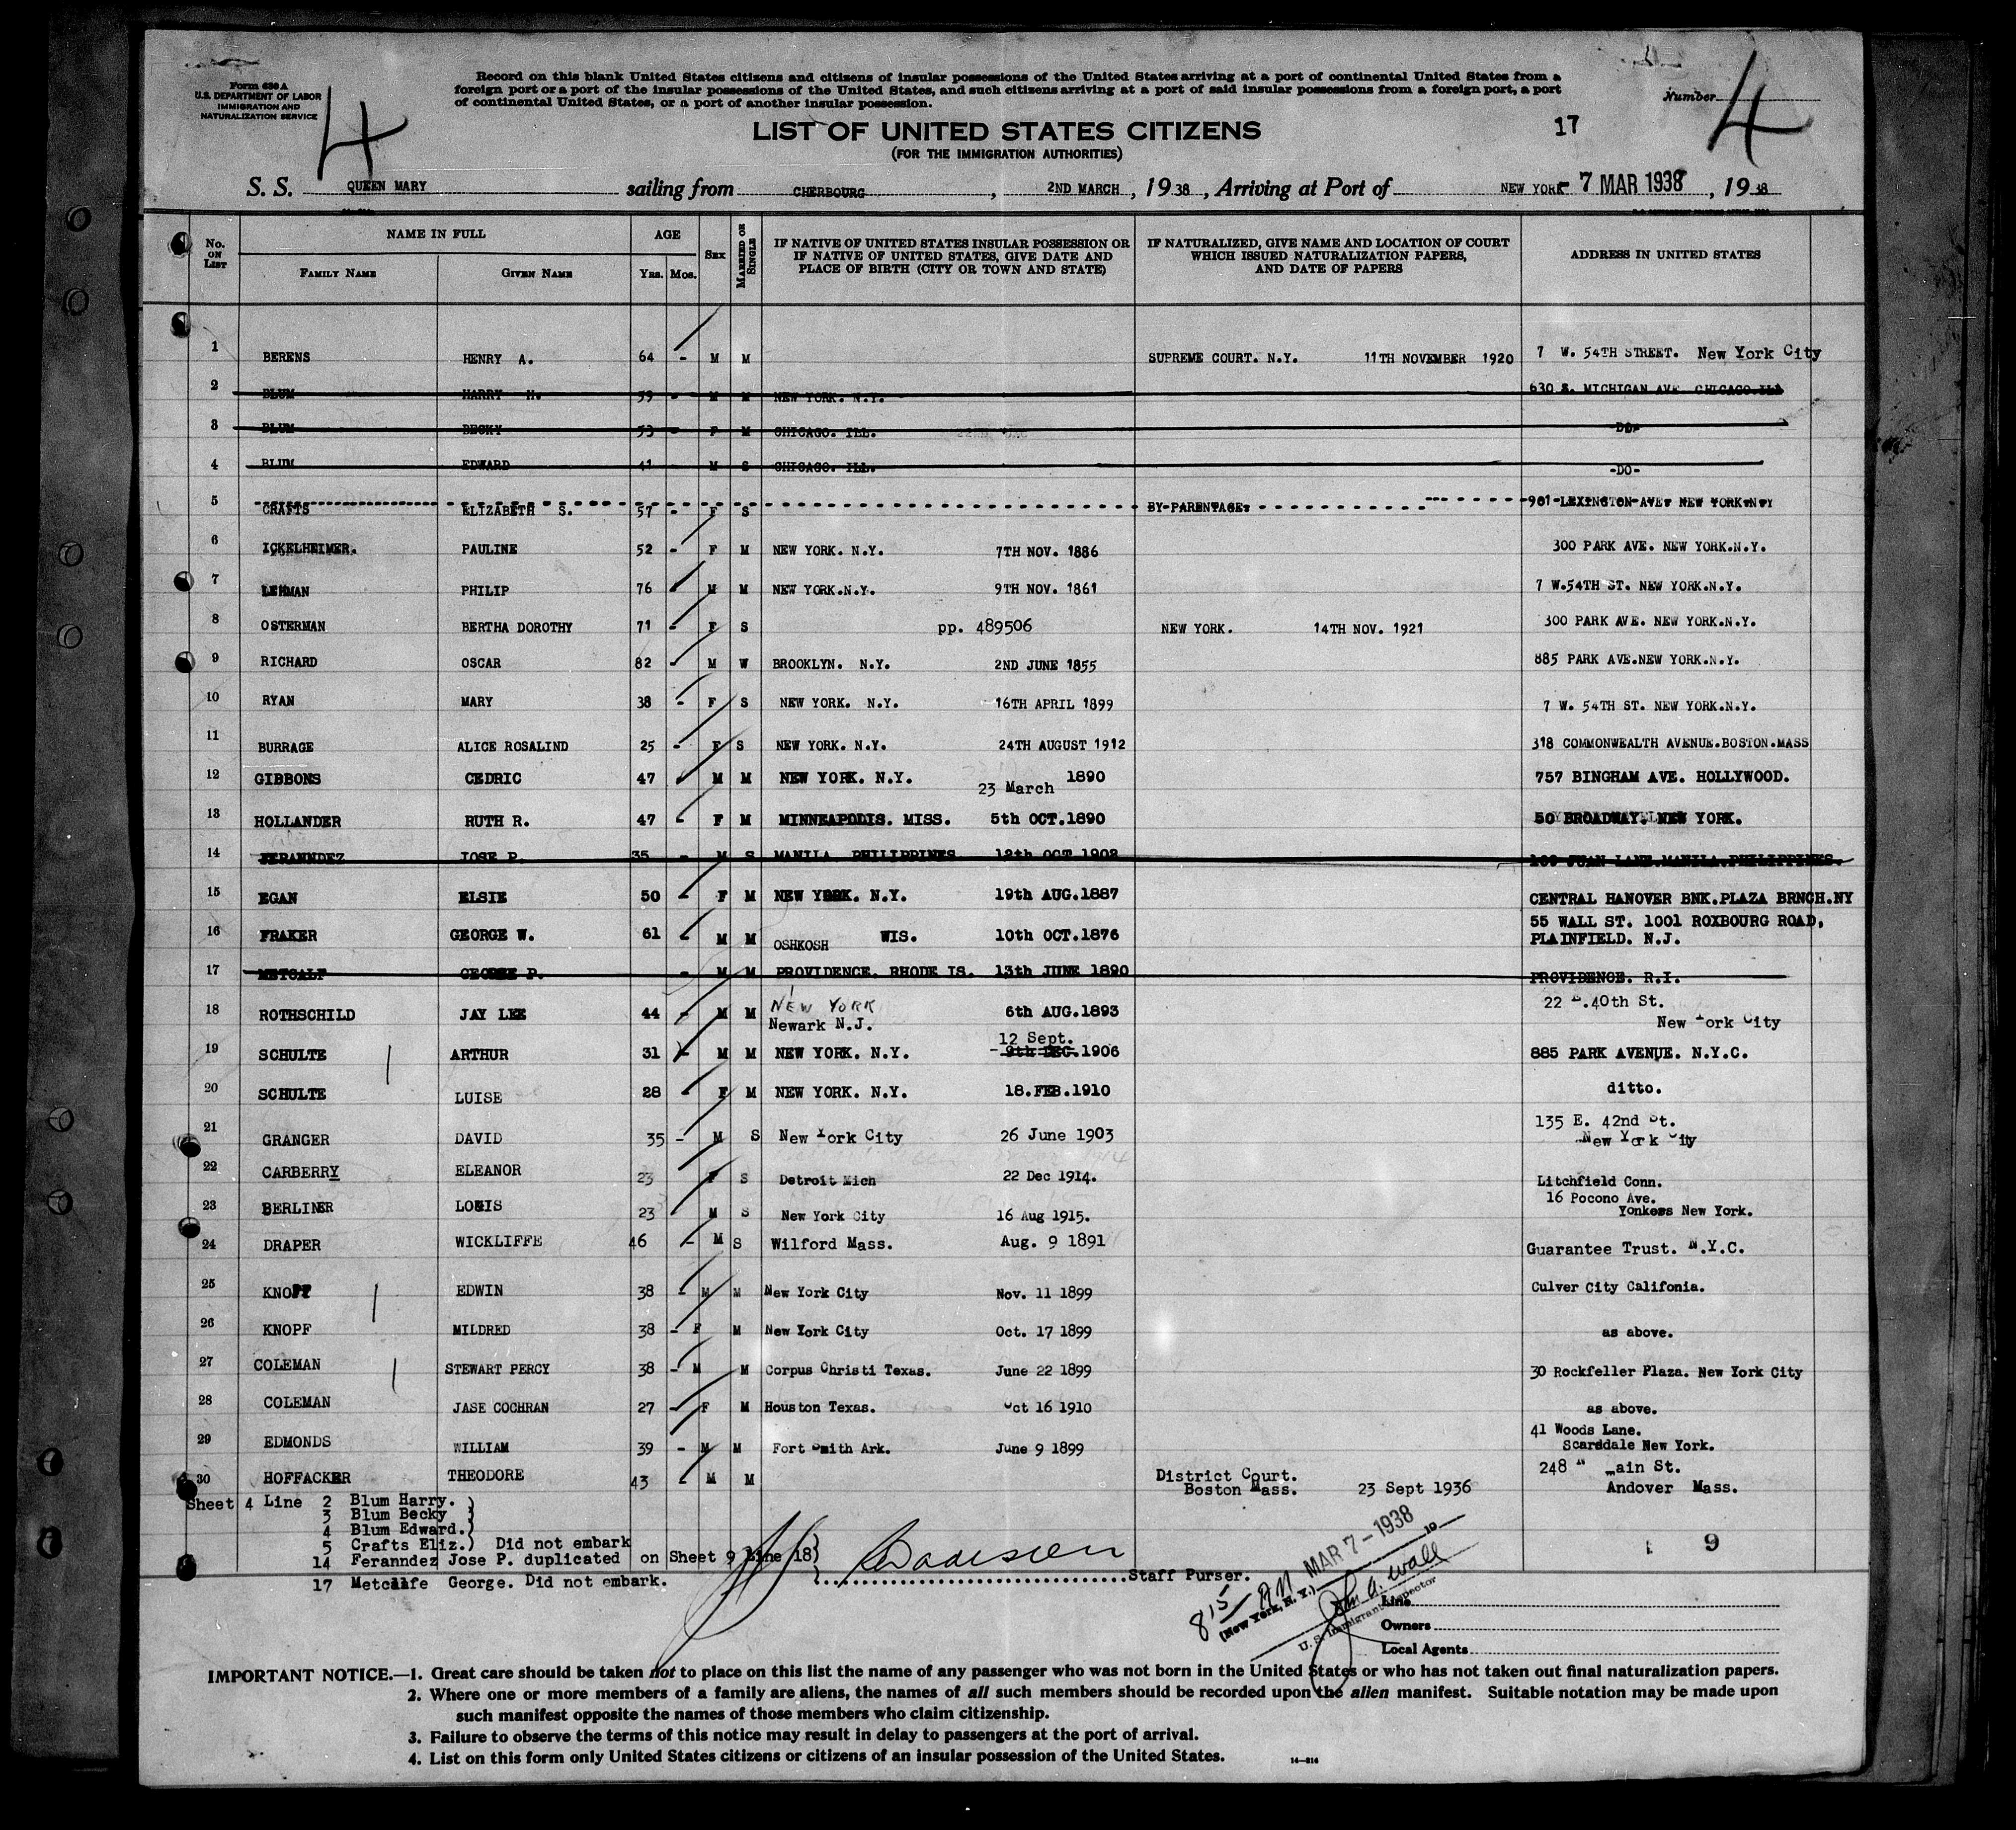 Form 630 A
U.S. DEPARTMENT OF LABOR
IMMIGRATION AND
NATURALIZATION SERVICE
4
Record on this blank United States citizens and citizens of insular possessions of the United States arriving at a port of continental United States from a
foreign port or a port of the insular possessions of the United States, and such citizens arriving at a port of said insular possessions from a foreign port, a port
of continental United States, or a port of another insular possession.
Number
4
17
LIST OF UNITED STATES CITIZENS
(FOR THE IMMIGRATION AUTHORITIES)
S. S. QUEEN MARY sailing from CHERBOURG, 2ND MARCH, 1938, Arriving at Port of NEW YORK - 7 MAR 1938, 1938
No. ON LIST NAME IN FULL FAMILY NAME GIVEN NAME AGE YRS. MOS. SEX MARRIED OR SINGLE IF NATIVE OF UNITED STATES INSULAR POSSESSION OR IF NATIVE OF UNITED STATES, GIVE DATE AND PLACE OF BIRTH (CITY OR TOWN AND STATE) IF NATURALIZED, GIVE NAME AND LOCATION OF COURT WHICH ISSUED NATURALIZATION PAPERS, AND DATE OF PAPERS ADDRESS IN UNITED STATES
1 BERENS HENRY A. 64 - M M SUPREME COURT. N.Y. 11TH NOVEMBER 1920 7 W. 54TH STREET. New York City
2 BLUM HARRY H. 59 - M M NEW YORK. N.Y. 630 S. MICHIGAN AVE CHICAGO.ILL
3 BLUM BECKY 53 - F M CHICAGO. ILL. -DO-
4 BLUM EDWARD 41 M S CHICAGO. ILL. -DO-
5 CRAFTS ELIZABETH S. 57 - F S BY-PARENTAGE. 901-LEXINGTON-AVE. NEW YORK.N.Y
6 ICKELHEIMER. PAULINE 52 - F M NEW YORK. N.Y. 7TH NOV. 1886 300 PARK AVE. NEW YORK.N.Y.
7 LEHMAN PHILIP 76 - M M NEW YORK.N.Y. 9TH NOV. 1861 7 W.54TH ST. NEW YORK.N.Y.
8 OSTERMAN BERTHA DOROTHY 71 - F S pp. 489506 NEW YORK. 14TH NOV. 1921 300 PARK AVE. NEW YORK.N.Y.
9 RICHARD OSCAR 82 - M W BROOKLYN. N.Y. 2ND JUNE 1855 885 PARK AVE.NEW YORK.N.Y.
10 RYAN MARY 38 - F S NEW YORK. N.Y. 16TH APRIL 1899 7 W. 54TH ST. NEW YORK.N.Y.
11 BURRAGE ALICE ROSALIND 25 - F S NEW YORK. N.Y. 24TH AUGUST 1912 318 COMMONWEALTH AVENUE.BOSTON.MASS
12 GIBBONS CEDRIC 47 - M M NEW YORK. N.Y. 23 March 1890 757 BINGHAM AVE. HOLLYWOOD.
13 HOLLANDER RUTH R. 47 - F M MINNEAPOLIS. MISS. 5th OCT.1890 50 BROADWAY. NEW YORK.
14 FERANNDEZ JOSE P. 35 - M S MANILA PHILIPPINES 12th OCT 1902 JUAN LANE.MANILA.PHILIPPINES.
15 EGAN ELSIE 50 - F M NEW YORK. N.Y. 19th AUG.1887 CENTRAL HANOVER BNK.PLAZA BRNCH.NY
16 FRAKER GEORGE W. 61 - M M OSHKOSH WIS. 10th OCT.1876 55 WALL ST. 1001 ROXBOURG ROAD,
PLAINFIELD. N.J.
17 METCALF GEORGE P. - M M PROVIDENCE. RHODE IS. 13th JUNE 1890 PROVIDENCE. R.I.
18 ROTHSCHILD JAY LEE 44 - M M NEW YORK Newark N.J. 6th AUG.1893 22 E.40th St.
New York City
19 SCHULTE ARTHUR 31 - M M NEW YORK. N.Y. 12 Sept. 9th DEC.1906 885 PARK AVENUE. N.Y.C.
20 SCHULTE LUISE 28 - F M NEW YORK. N.Y. 18.FEB.1910 ditto.
21 GRANGER DAVID 35 - M S New York City 26 June 1903 135 E. 42nd St.
New York City
22 CARBERRY ELEANOR 23 F S Detroit Mich 22 Dec 1914. Litchfield Conn.
23 BERLINER LOUIS 23 M S New York City 16 Aug 1915. 16 Pocono Ave.
Yonkers New York.
24 DRAPER WICKLIFFE 46 - M S Wilford Mass. Aug. 9 1891 Guarantee Trust. N.Y.C.
25 KNOPF EDWIN 38 - M M New York City Nov. 11 1899 Culver City Califonia.
26 KNOPF MILDRED 38 - F M New York City Oct. 17 1899 as above.
27 COLEMAN STEWART PERCY 38 - M M Corpus Christi Texas. June 22 1899 30 Rockfeller Plaza. New York City
28 COLEMAN JASE COCHRAN 27 - F M Houston Texas. Oct 16 1910 as above.
29 EDMONDS WILLIAM 39 - M M Fort Smith Ark. June 9 1899 41 Woods Lane.
Scarsdale New York.
30 HOFFACKER THEODORE 43 - M M District Court.
Boston Mass. 23 Sept 1936 248 N Main St.
Andover Mass.
Sheet 4 Line 2 Blum Harry. )
3 Blum Becky )
4 Blum Edward.)
5 Crafts Eliz.) Did not embark
14 Feranndez Jose P. duplicated on Sheet 9 Line 18}
17 Metcalfe George. Did not embark.
Staff Purser.
9
815 AM MAR 7 - 1938 19
(New York, N. Y.)
U. S. Immigrant Inspector
Line
Owners
Local Agents
IMPORTANT NOTICE.—1. Great care should be taken not to place on this list the name of any passenger who was not born in the United States or who has not taken out final naturalization papers.
2. Where one or more members of a family are aliens, the names of all such members should be recorded upon the alien manifest. Suitable notation may be made upon
such manifest opposite the names of those members who claim citizenship.
3. Failure to observe the terms of this notice may result in delay to passengers at the port of arrival.
4. List on this form only United States citizens or citizens of an insular possession of the United States.
14—814